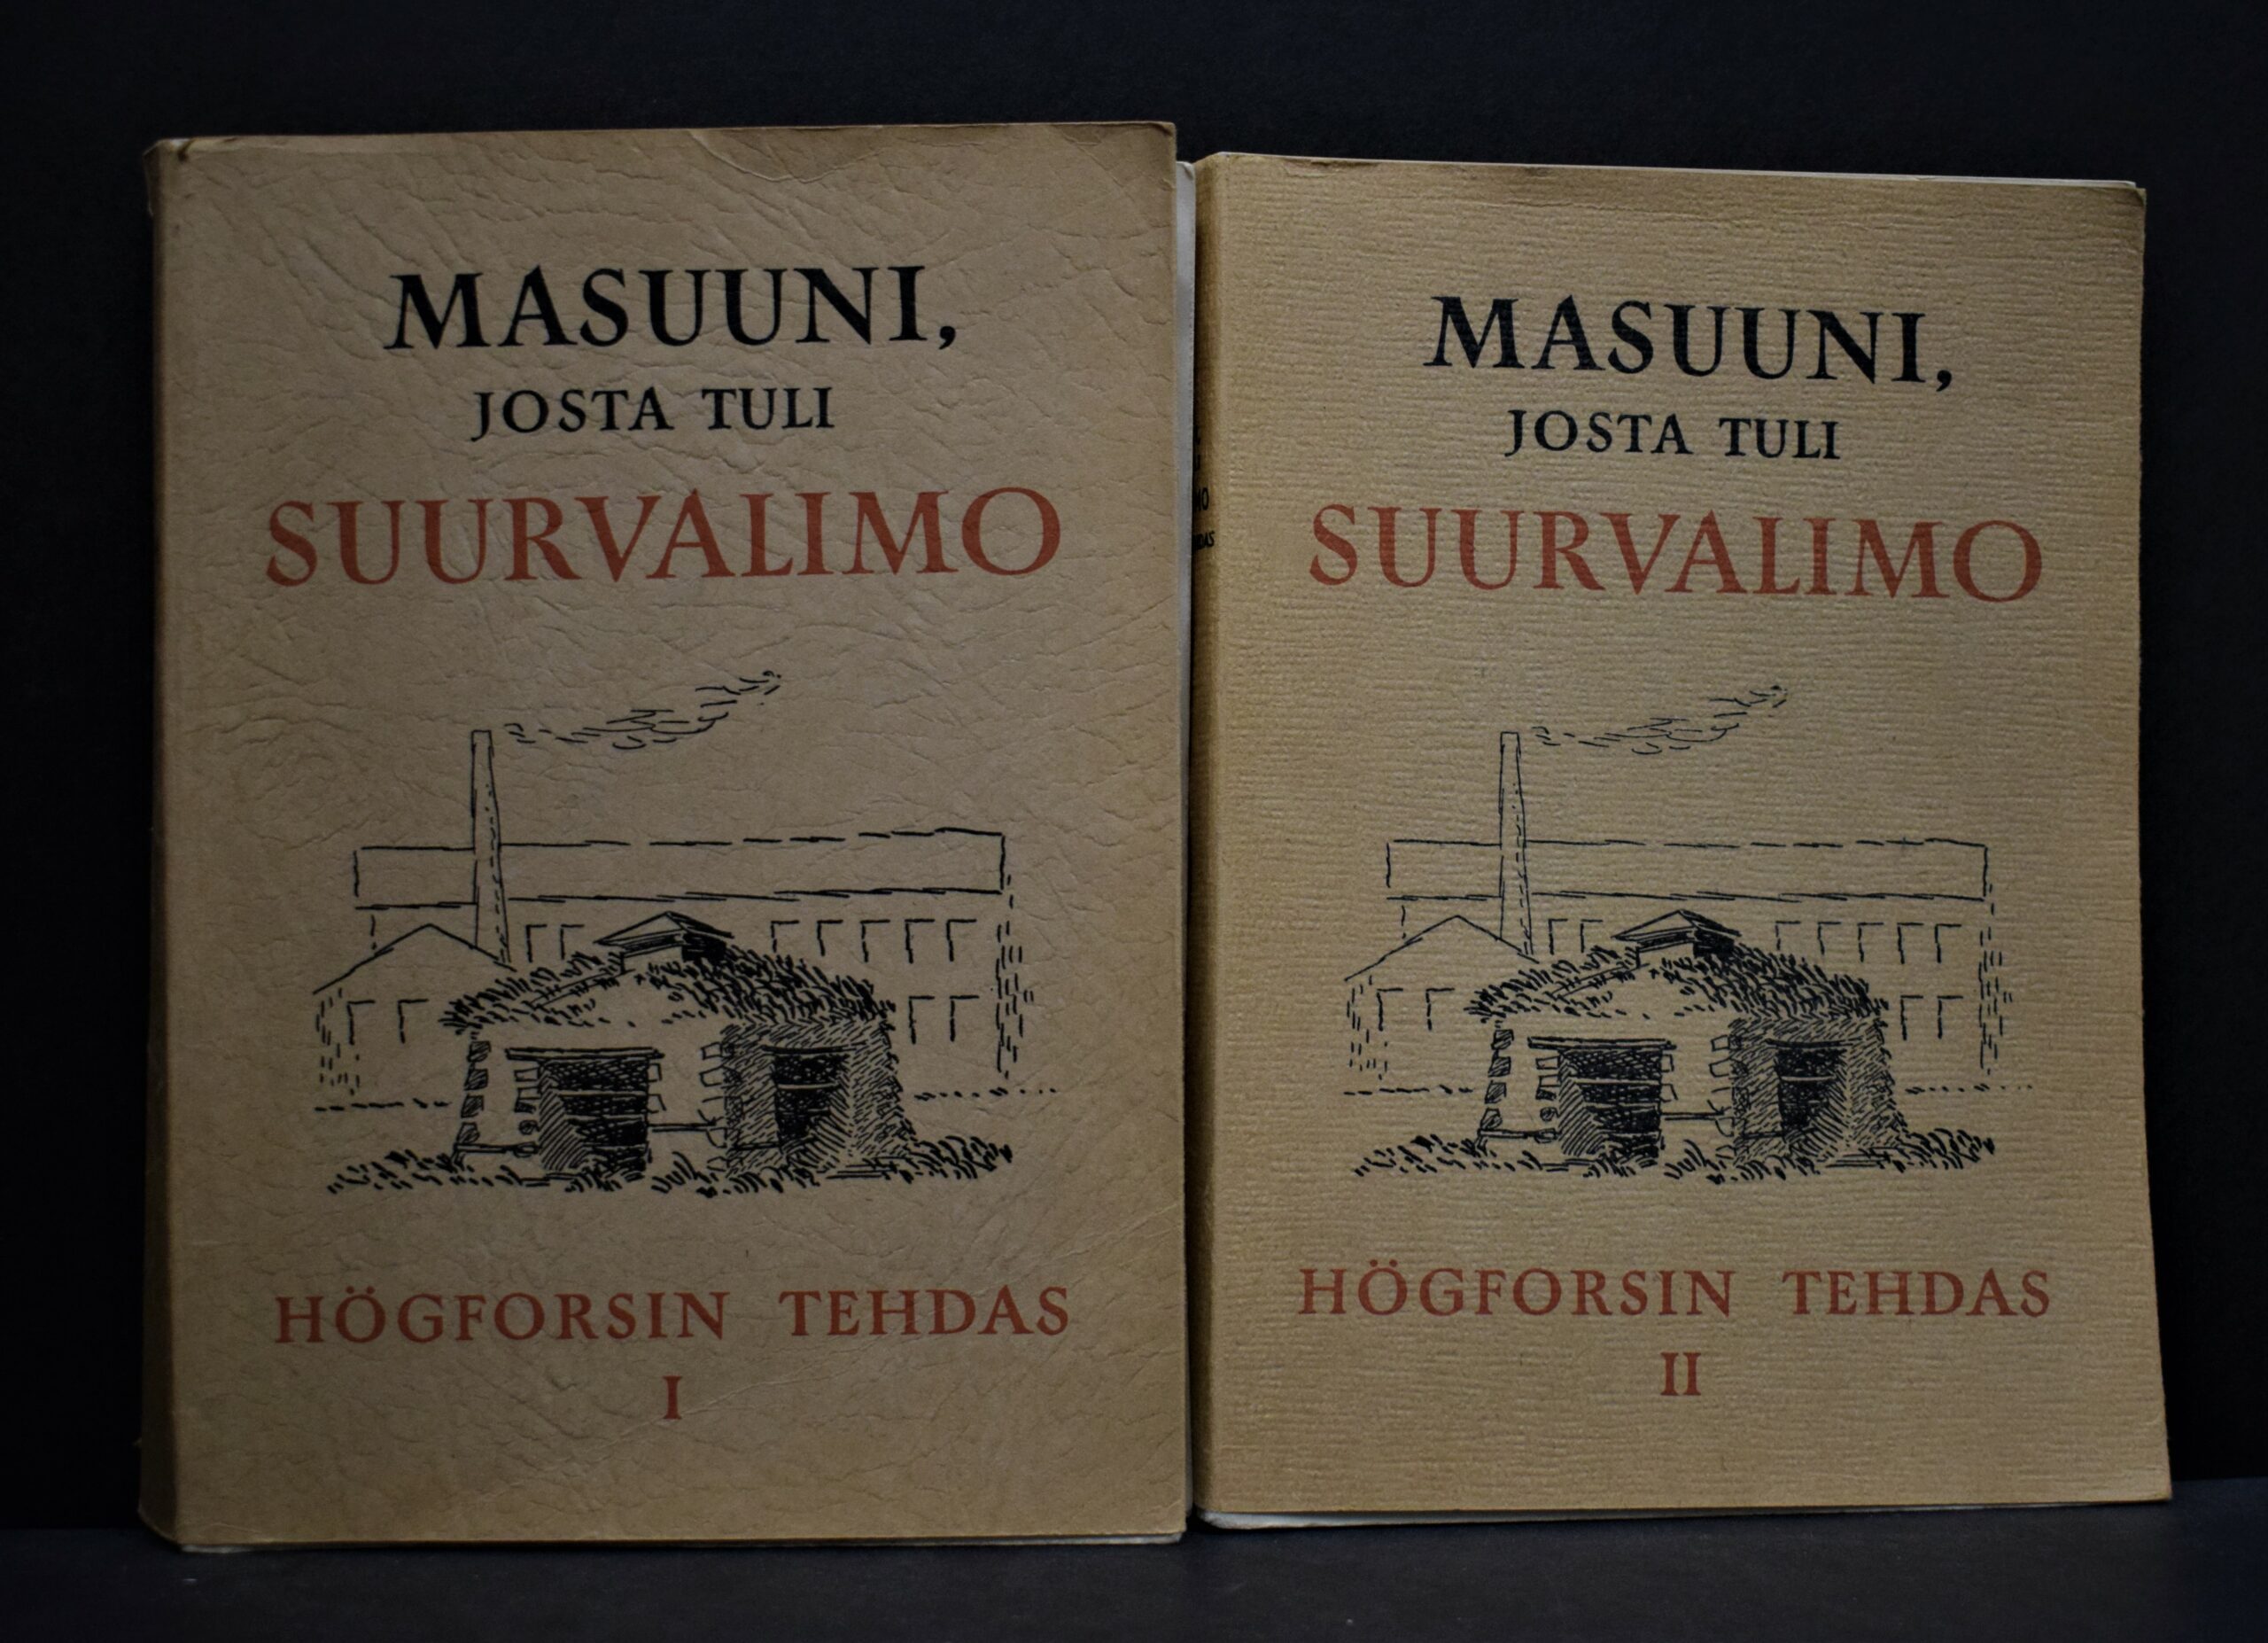 MASUUNI,
JOSTA TULI
SUURVALIMO
HÖGFORSIN TEHDAS
I
MASUUNI,
JOSTA TULI
SUURVALIMO
HÖGFORSIN TEHDAS
II